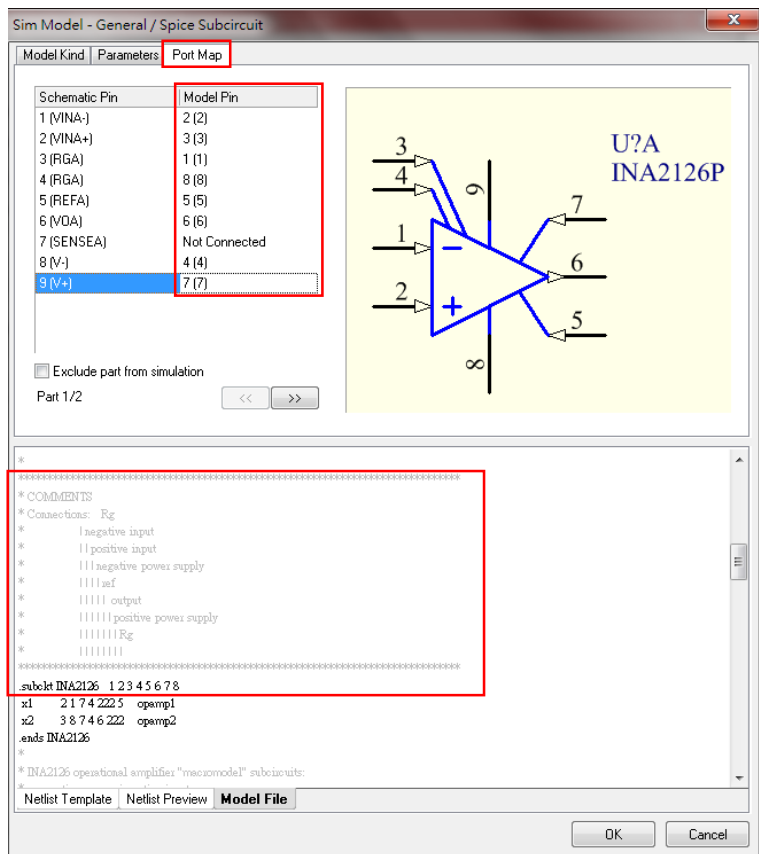 Sim Model - General / Spice Subcircuit
Model Kind Parameters Port Map
Schematic Pin Model Pin
1 (VINA-) 2 (2)
2 (VINA+) 3 (3)
3 (RGA) 1 (1)
4 (RGA) 8 (8)
5 (REFA) 5 (5)
6 (VOA) 6 (6)
7 (SENSEA) Not Connected
8 (V-) 4 (4)
9 (V+) 7 (7)
Exclude part from simulation
Part 1/2 << >>
U?A
INA2126P
3
4
9
7
1
6
2
5
8
*
******************************************************************************
* COMMENTS
* Connections: Rg
* | negative input
* | | positive input
* | | | negative power supply
* | | | | ref
* | | | | | output
* | | | | | | positive power supply
* | | | | | | | Rg
* | | | | | | | |
******************************************************************************
.subckt INA2126 1 2 3 4 5 6 7 8
x1 2 1 7 4 222 5 opamp1
x2 3 8 7 4 6 222 opamp2
.ends INA2126
*
* INA2126 operational amplifier "macromodel" subcircuits:
Netlist Template Netlist Preview Model File
OK Cancel